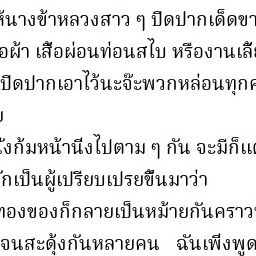 ห้นางข้าหลวงสาว ๆ ปิดปากเด็ดขา
อผ้า เสื้อผ่อนท่อนสไบ หรืองานเลี้
ปิดปากเอาไว้นะจ๊ะพวกหล่อนทุกค
นั่งก้มหน้านิ่งไปตาม ๆ กัน จะมีก็แต่
ักเป็นผู้เปรียบเปรยขึ้นมาว่า
ทองของก็กลายเป็นหม้ายกันคราว
จนสะดุ้งกันหลายคน ฉันเพิ่งพูด